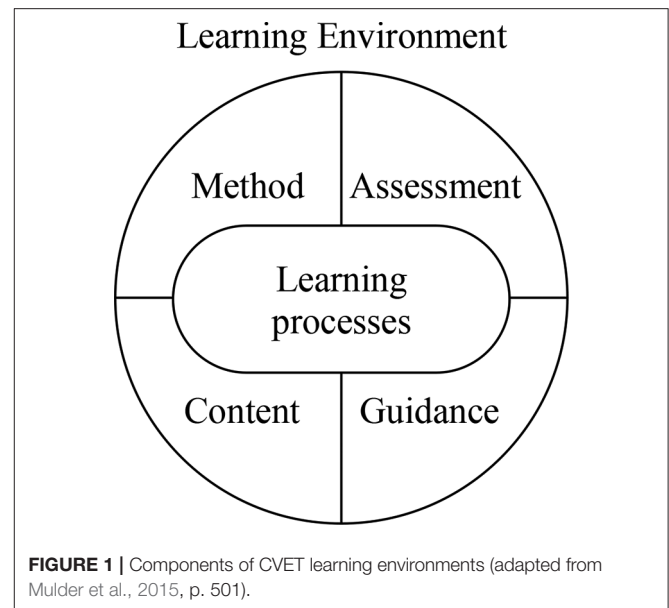 Learning Environment
Method Assessment
Learning
processes
Content Guidance
FIGURE 1 | Components of CVET learning environments (adapted from
Mulder et al., 2015, p. 501).